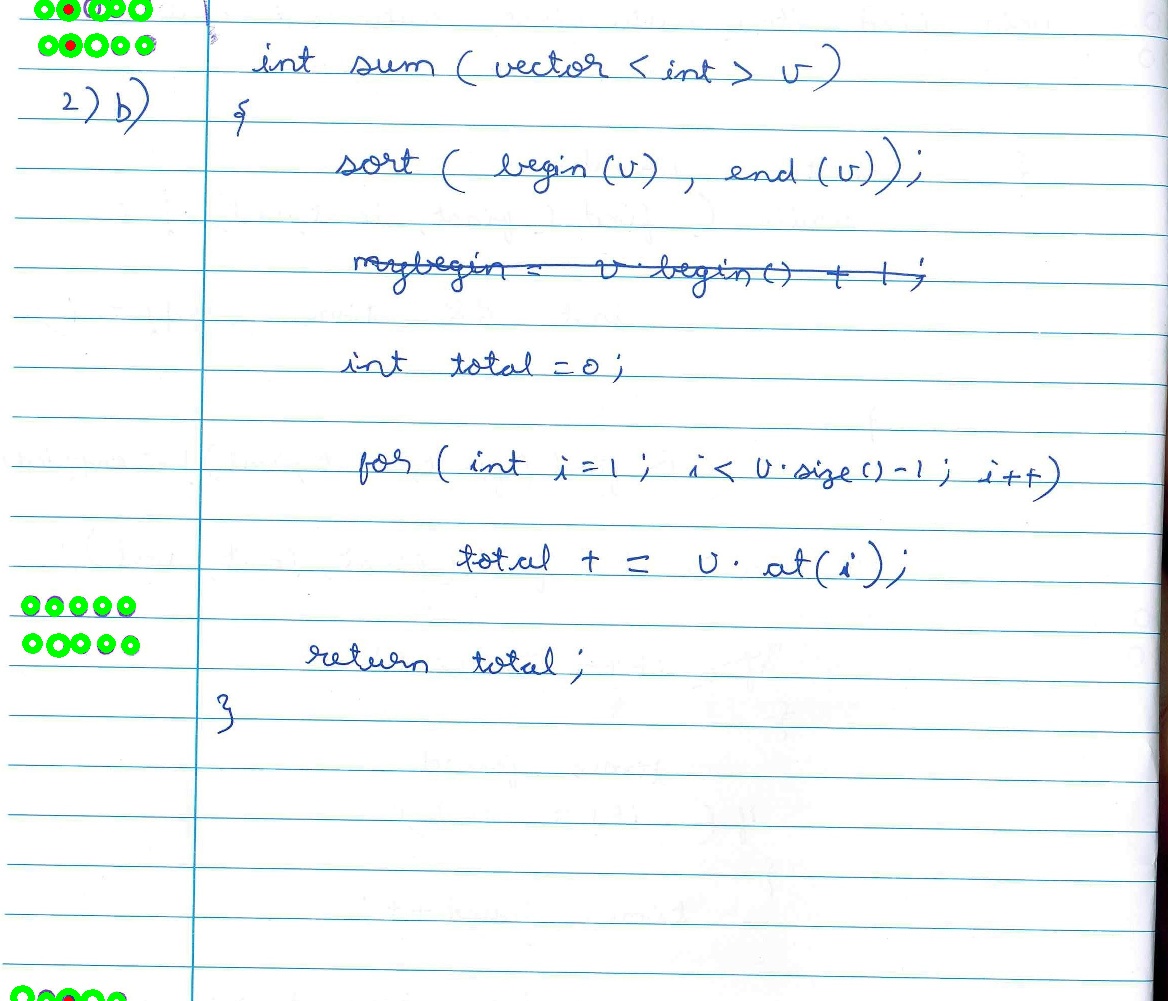 int sum ( vector < int > v )
2) b) {
sort ( begin (v) , end (v));
mybegin = v. begin () + 1;
int total = 0;
for ( int i = 1 ; i < v. size () - 1 ; i++)
total + = v. at(i);
return total;
}